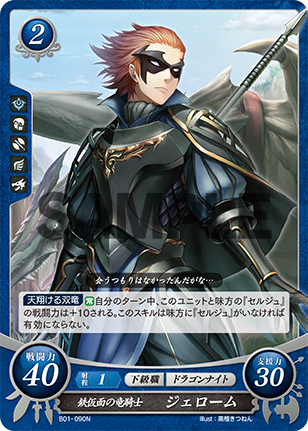 2
SAMPLE
会うつもりはなかったんだがな…
天翔ける双竜 常 自分のターン中、このユニットと味方の『セルジュ』
の戦闘力は+10される。このスキルは味方に『セルジュ』がいなければ
有効にならない。
戦闘力 40
射程 1 下級職 ドラゴンナイト
支援力 30
B01-090N
鉄仮面の竜騎士 ジェローム
Illust:黒橙きつねん